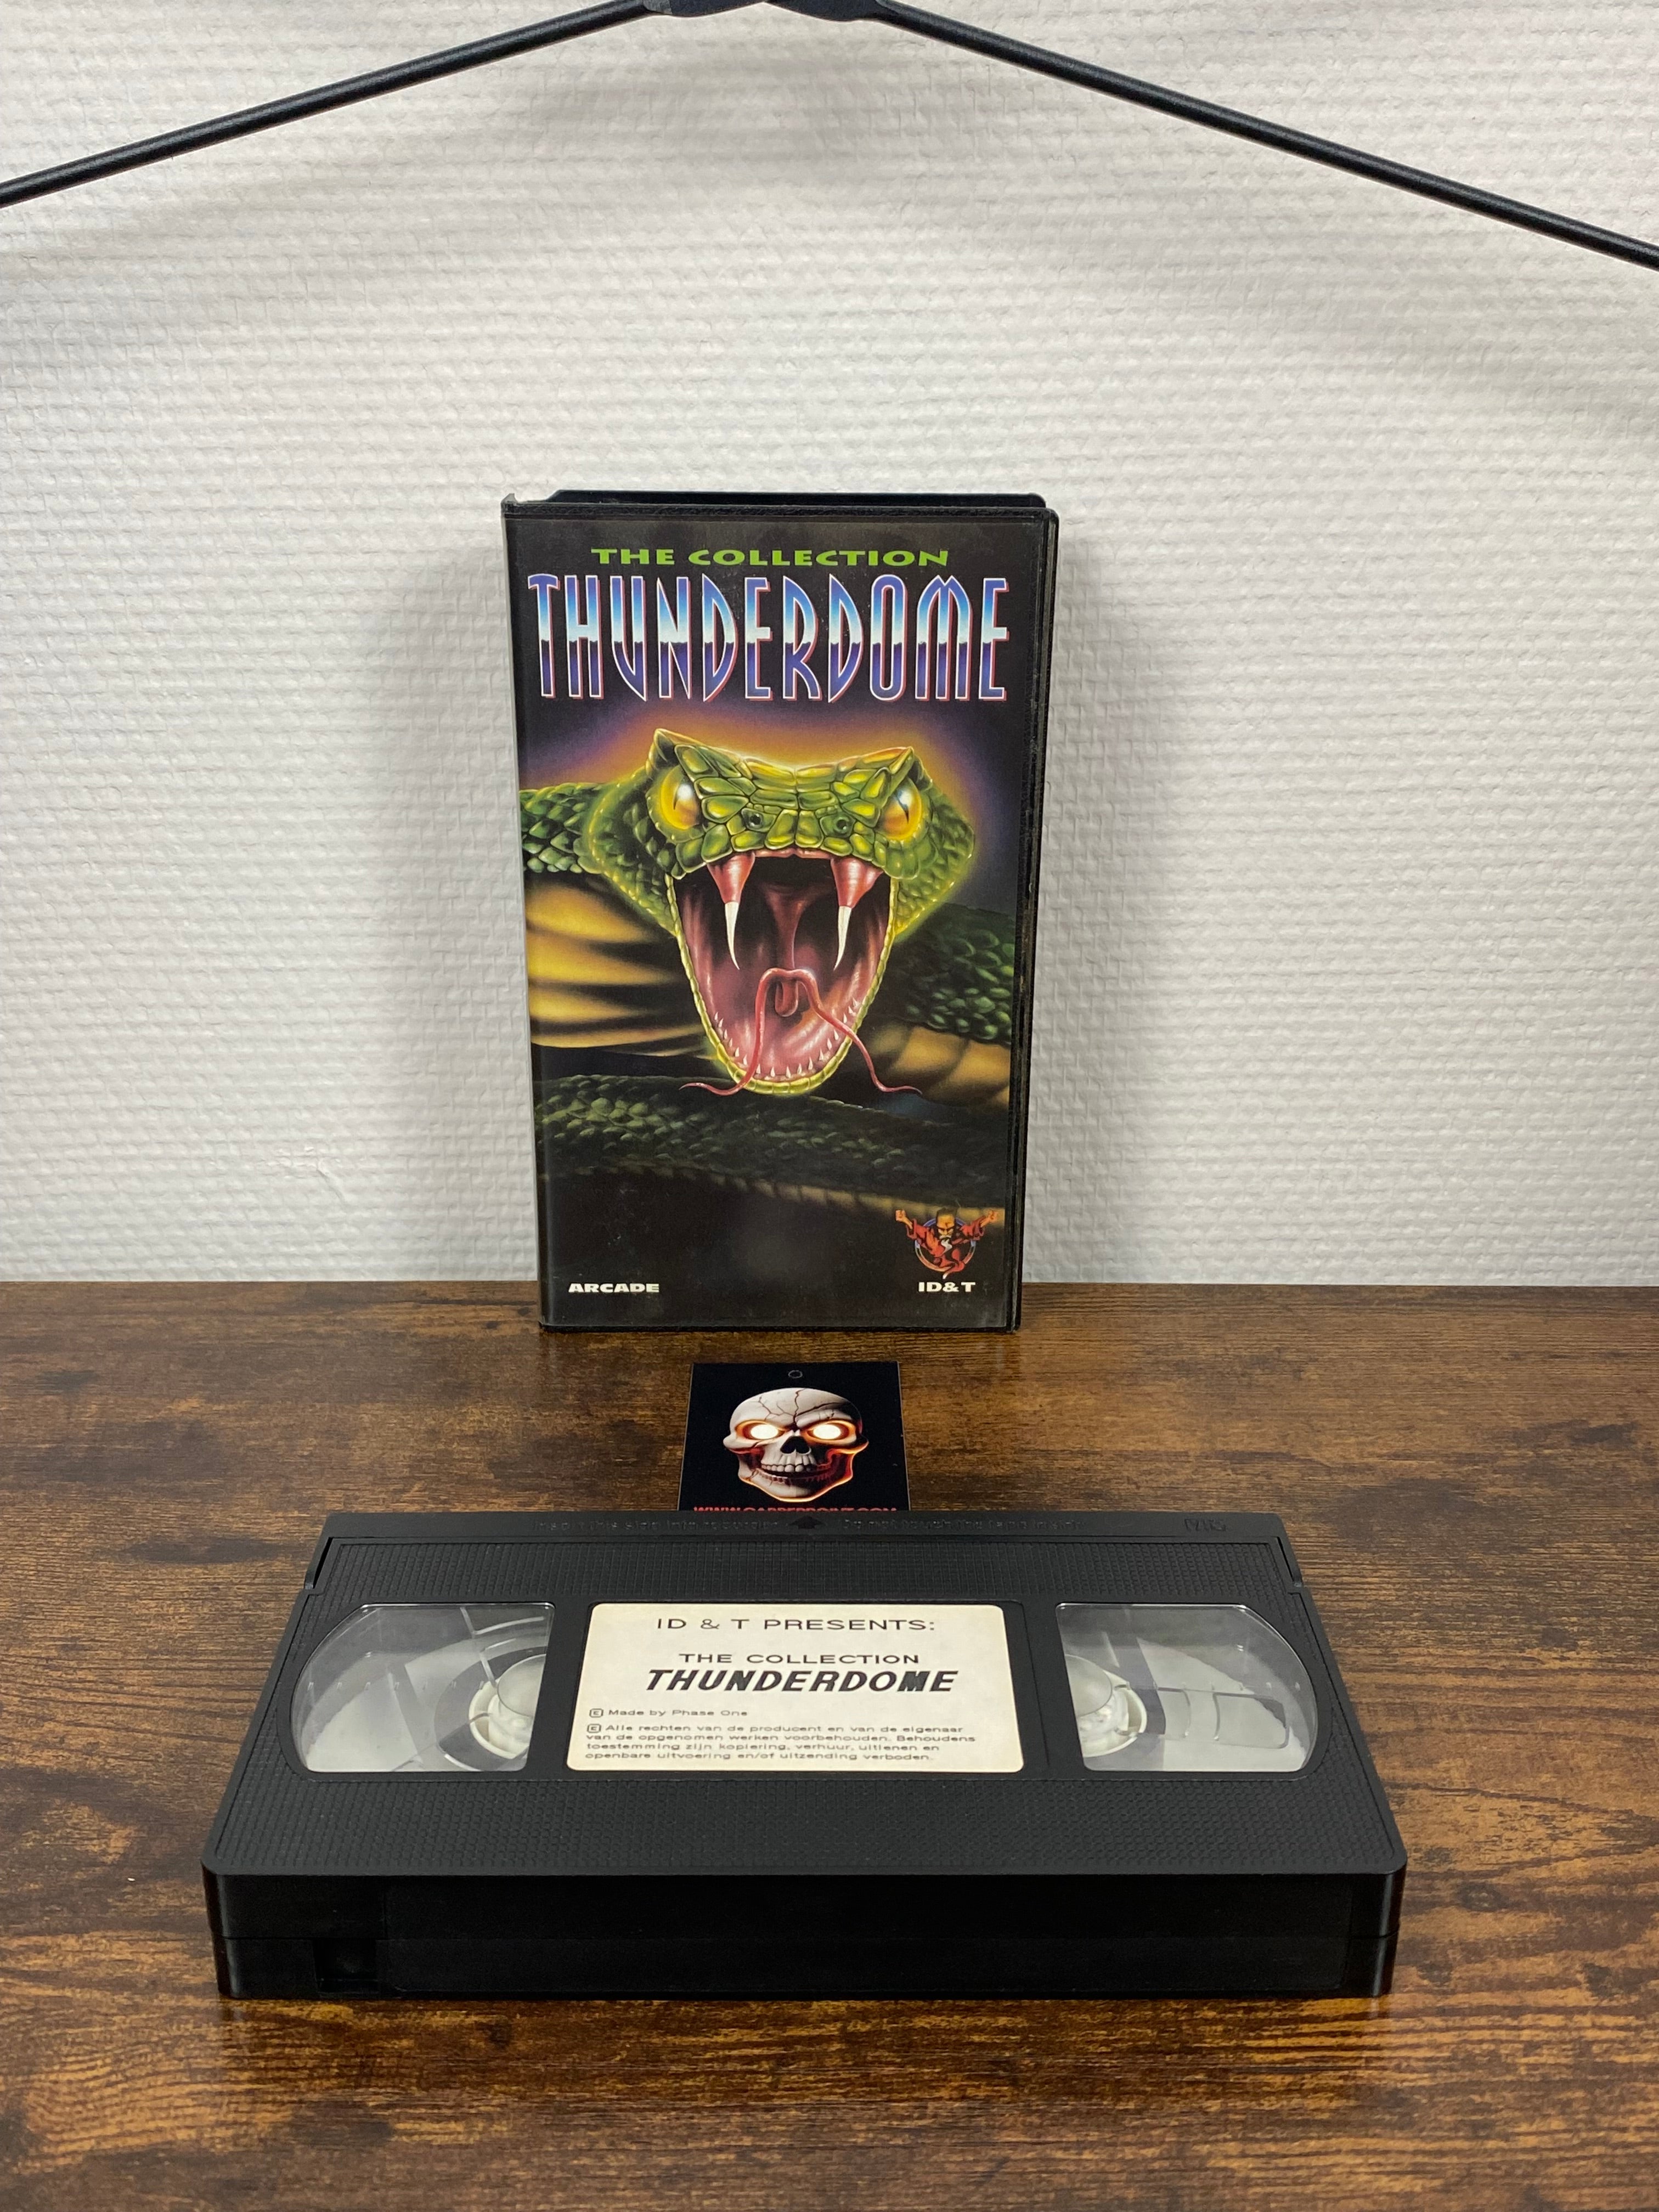 THE COLLECTION
THUNDERDOME
ARCADE
ID&T
ID & T PRESENTS:
THE COLLECTION
THUNDERDOME
© Made by Phase One
© Alle rechten van de producent en van de eigenaar
van de opgenomen werken voorbehouden. Behoudens
toestemming zijn kopiering, verhuur, uitlenen en
openbare uitvoering en/of uitzending verboden.